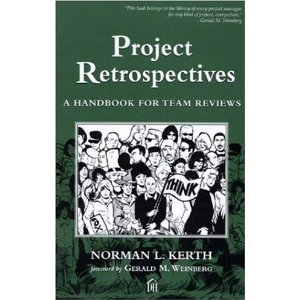 "This book belongs in the library of every project manager,
for any kind of project, everywhere."
—Gerald M. Weinberg
Project
Retrospectives
A HANDBOOK FOR TEAM REVIEWS
THINK
NORMAN L. KERTH
foreword by GERALD M. WEINBERG
DH